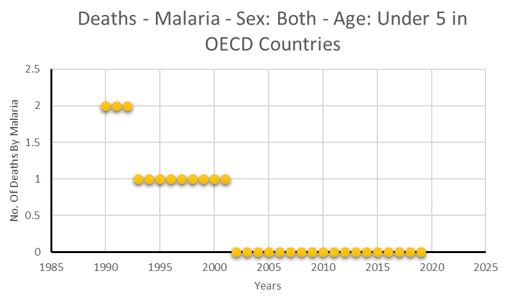 Deaths - Malaria - Sex: Both - Age: Under 5 in
OECD Countries
No. Of Deaths By Malaria
2.5
2
1.5
1
0.5
0
1985 1990 1995 2000 2005 2010 2015 2020 2025
Years